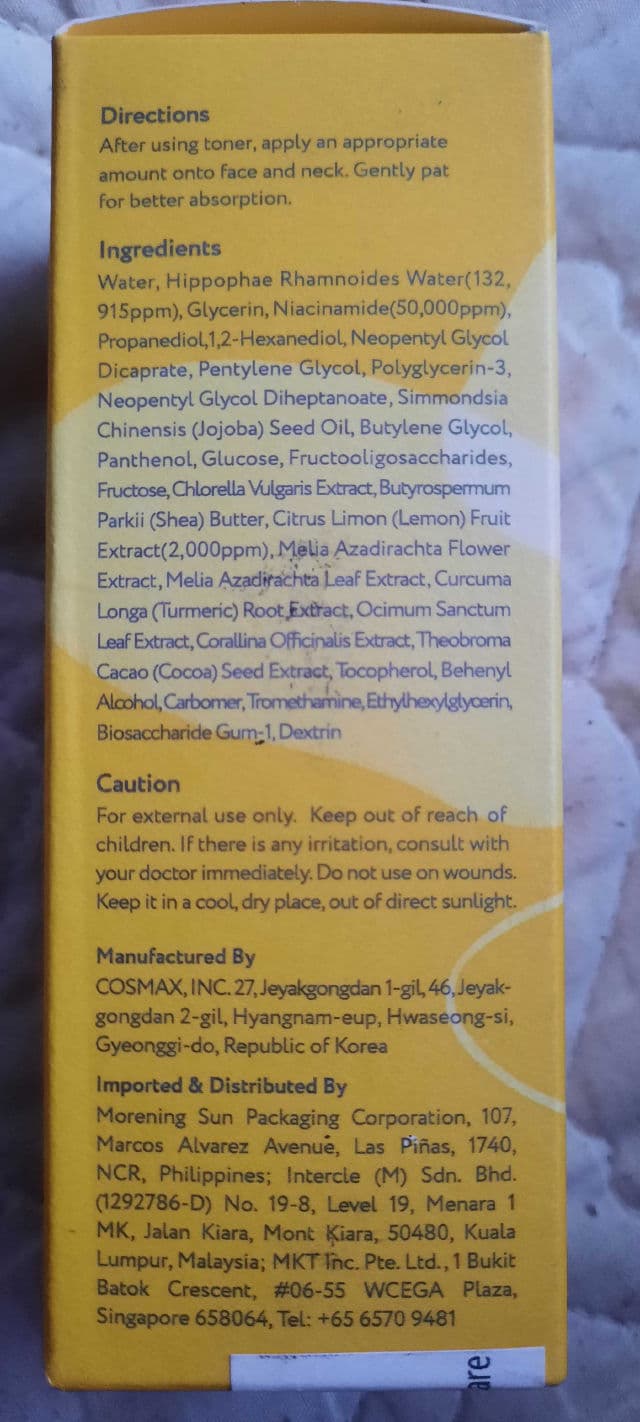 Directions
After using toner, apply an appropriate
amount onto face and neck. Gently pat
for better absorption.
Ingredients
Water, Hippophae Rhamnoides Water(132,
915ppm), Glycerin, Niacinamide(50,000ppm),
Propanediol,1,2-Hexanediol, Neopentyl Glycol
Dicaprate, Pentylene Glycol, Polyglycerin-3,
Neopentyl Glycol Diheptanoate, Simmondsia
Chinensis (Jojoba) Seed Oil, Butylene Glycol,
Panthenol, Glucose, Fructooligosaccharides,
Fructose, Chlorella Vulgaris Extract, Butyrospermum
Parkii (Shea) Butter, Citrus Limon (Lemon) Fruit
Extract(2,000ppm), Melia Azadirachta Flower
Extract, Melia Azadirachta Leaf Extract, Curcuma
Longa (Turmeric) Root Extract, Ocimum Sanctum
Leaf Extract, Corallina Officinalis Extract, Theobroma
Cacao (Cocoa) Seed Extract, Tocopherol, Behenyl
Alcohol, Carbomer, Tromethamine, Ethylhexylglycerin,
Biosaccharide Gum-1, Dextrin
Caution
For external use only. Keep out of reach of
children. If there is any irritation, consult with
your doctor immediately. Do not use on wounds.
Keep it in a cool, dry place, out of direct sunlight.
Manufactured By
COSMAX, INC. 27, Jeyakgongdan 1-gil, 46, Jeyak-
gongdan 2-gil, Hyangnam-eup, Hwaseong-si,
Gyeonggi-do, Republic of Korea
Imported & Distributed By
Morening Sun Packaging Corporation, 107,
Marcos Alvarez Avenue, Las Piñas, 1740,
NCR, Philippines; Intercie (M) Sdn. Bhd.
(1292786-D) No. 19-8, Level 19, Menara 1
MK, Jalan Kiara, Mont Kiara, 50480, Kuala
Lumpur, Malaysia; MKT Inc. Pte. Ltd., 1 Bukit
Batok Crescent, #06-55 WCEGA Plaza,
Singapore 658064, Tel: +65 6570 9481
are